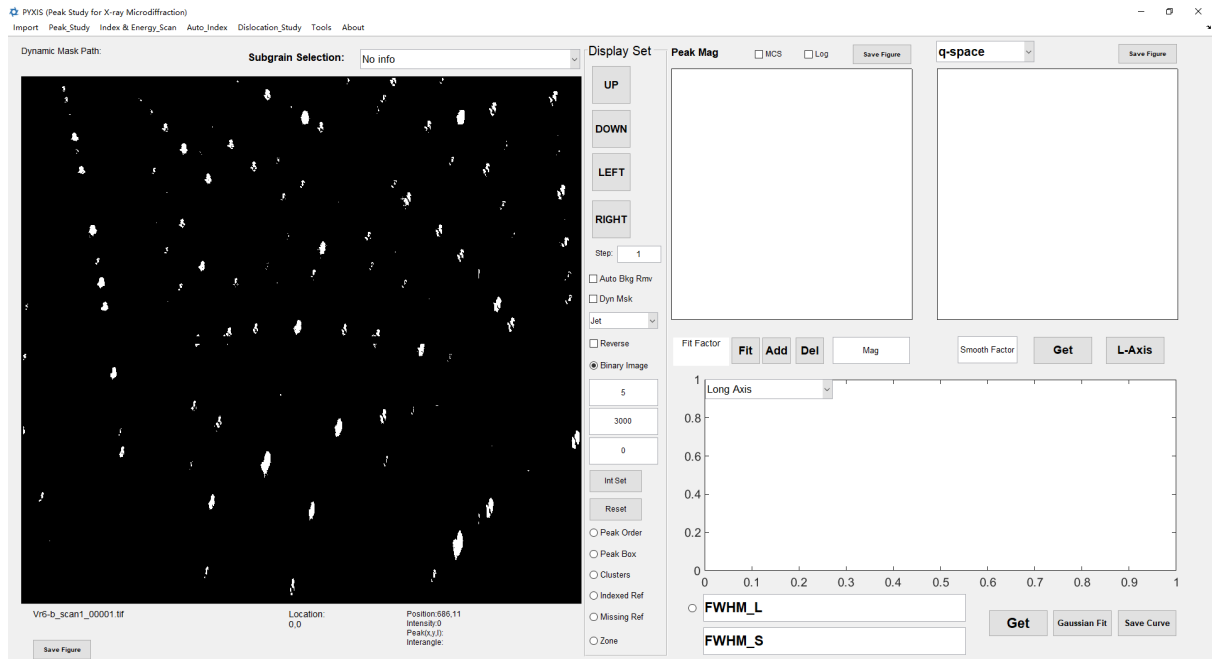 PYXIS (Peak Study for X-ray Microdiffraction)
Import Peak_Study Index & Energy_Scan Auto_Index Dislocation_Study Tools About
Dynamic Mask Path:
Subgrain Selection: No info
Display Set
UP
DOWN
LEFT
RIGHT
Step: 1
Auto Bkg Rmv
Dyn Msk
Jet
Reverse
Binary Image
5
3000
0
Int Set
Reset
Peak Order
Peak Box
Clusters
Indexed Ref
Missing Ref
Zone
Peak Mag MCS Log Save Figure
q-space Save Figure
Fit Factor Fit Add Del Mag Smooth Factor Get L-Axis
Long Axis
1
0.8
0.6
0.4
0.2
0
0 0.1 0.2 0.3 0.4 0.5 0.6 0.7 0.8 0.9 1
FWHM_L
FWHM_S
Get Gaussian Fit Save Curve
Vr6-b_scan1_00001.tif
Location:
0,0
Position:686,11
Intensity:0
Peak(x,y,I):
Interangle:
Save Figure